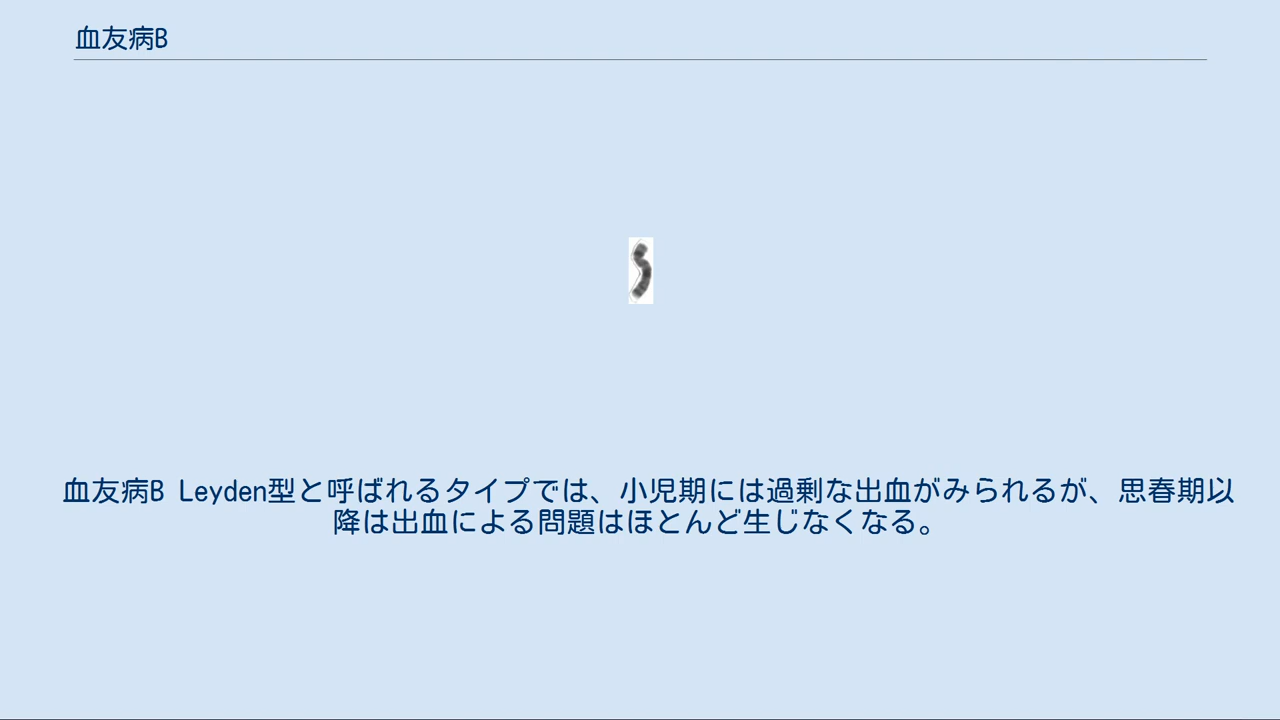 血友病B
血友病B Leyden型と呼ばれるタイプでは、小児期には過剰な出血がみられるが、思春期以
降は出血による問題はほとんど生じなくなる。